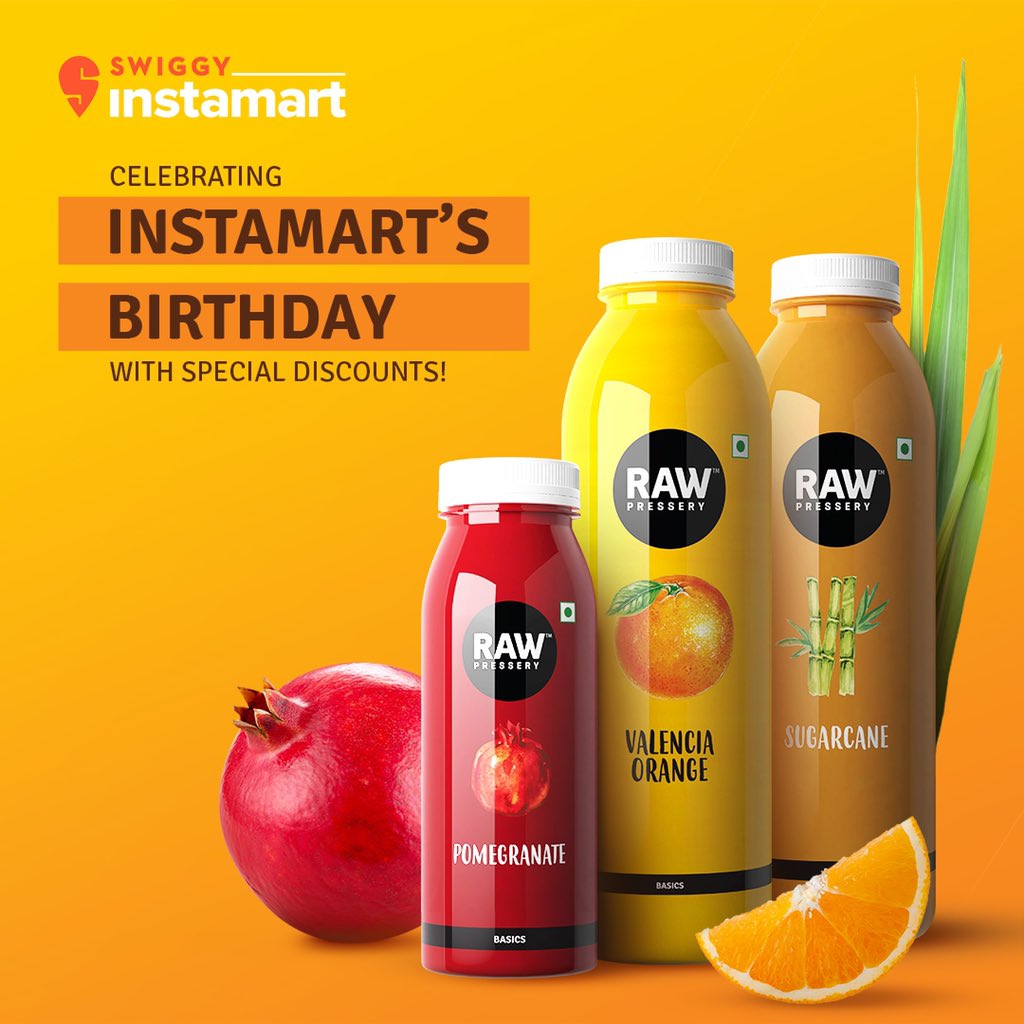 SWIGGY
instamart
CELEBRATING
INSTAMART'S
BIRTHDAY
WITH SPECIAL DISCOUNTS!
RAW™
PRESSERY
VALENCIA
ORANGE
BASICS
RAW™
PRESSERY
SUGARCANE
RAW™
PRESSERY
POMEGRANATE
BASICS